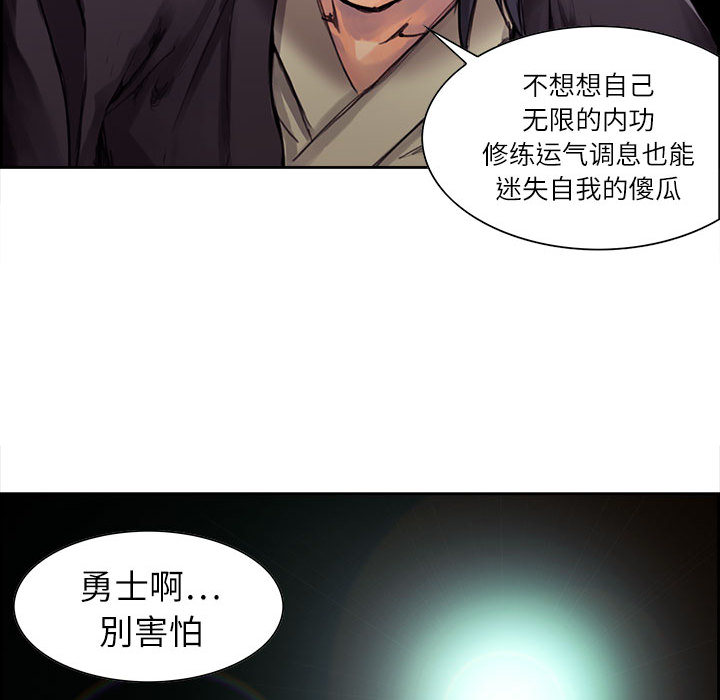 不想想自己
无限的内功
修练运气调息也能
迷失自我的傻瓜
勇士啊...
別害怕